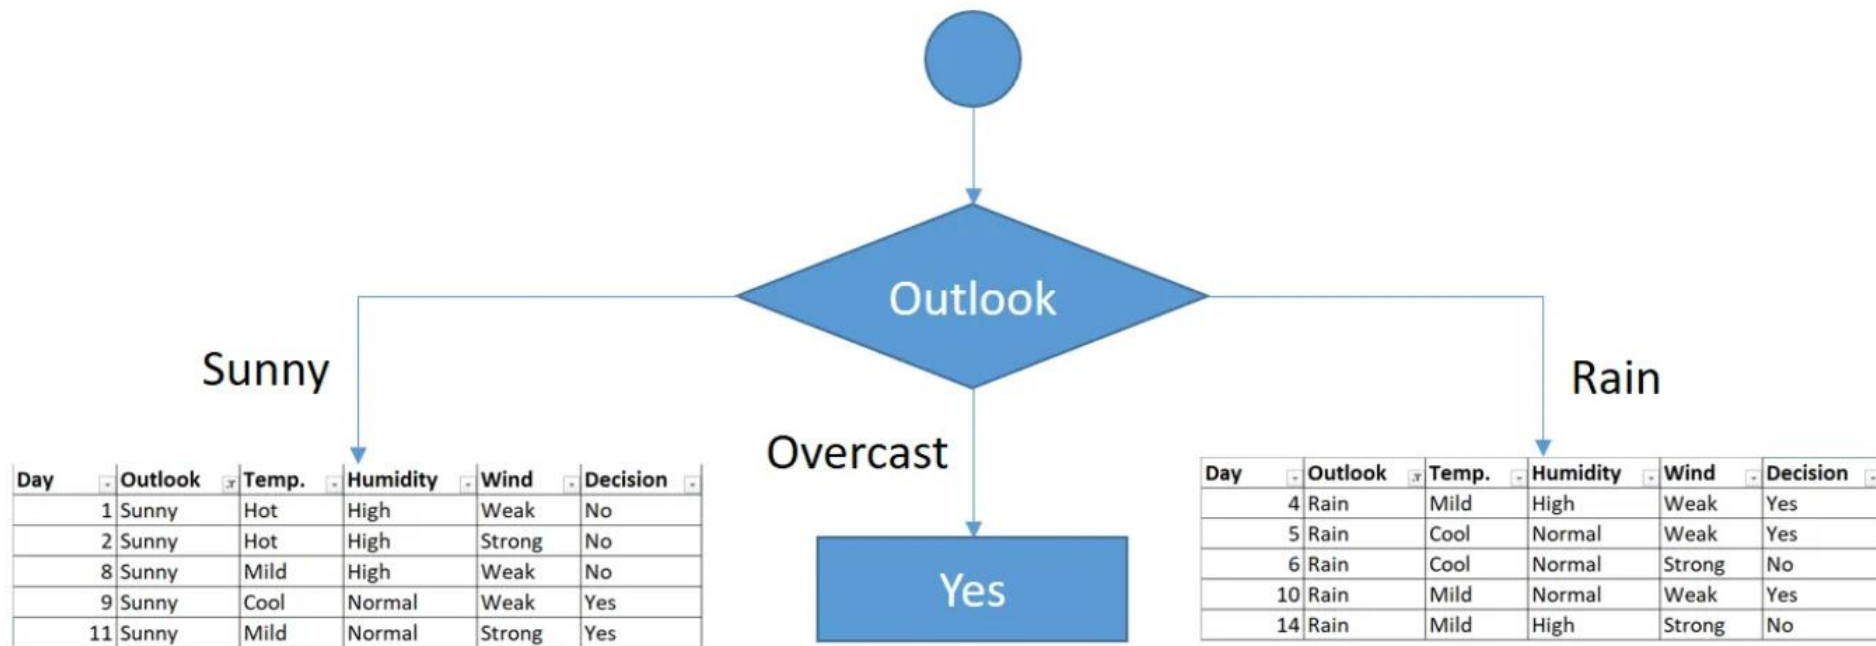 Outlook
Sunny
Overcast
Rain
Yes
Day Outlook Temp. Humidity Wind Decision
1 Sunny Hot High Weak No
2 Sunny Hot High Strong No
8 Sunny Mild High Weak No
9 Sunny Cool Normal Weak Yes
11 Sunny Mild Normal Strong Yes
Day Outlook Temp. Humidity Wind Decision
4 Rain Mild High Weak Yes
5 Rain Cool Normal Weak Yes
6 Rain Cool Normal Strong No
10 Rain Mild Normal Weak Yes
14 Rain Mild High Strong No